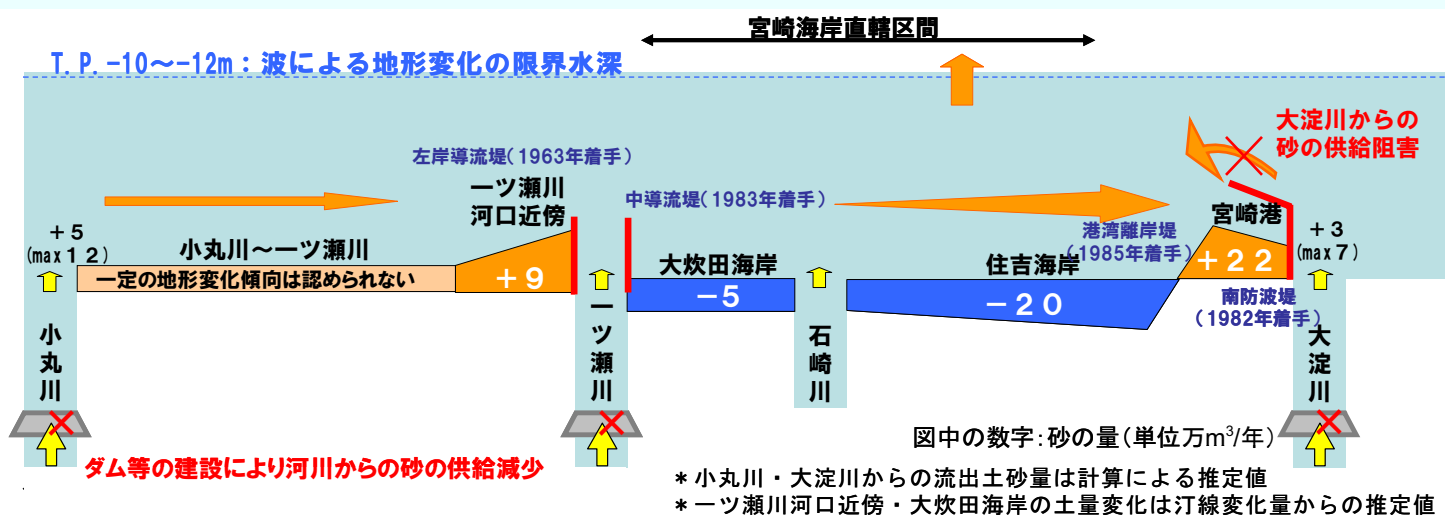 宮崎海岸直轄区間
T.P.-10～-12m：波による地形変化の限界水深
大淀川からの
砂の供給阻害
左岸導流堤（1963年着手）
一ツ瀬川
河口近傍
中導流堤（1983年着手）
宮崎港
港湾離岸堤
（1985年着手）
＋５
(max１２)
小丸川～一ツ瀬川
一定の地形変化傾向は認められない
＋９
大炊田海岸
－５
住吉海岸
－２０
＋２２
＋３
(max７)
南防波堤
（1982年着手）
小丸川
一ツ瀬川
石崎川
大淀川
ダム等の建設により河川からの砂の供給減少
図中の数字：砂の量（単位万m³/年）
＊小丸川・大淀川からの流出土砂量は計算による推定値
＊一ツ瀬川河口近傍・大炊田海岸の土量変化は汀線変化量からの推定値